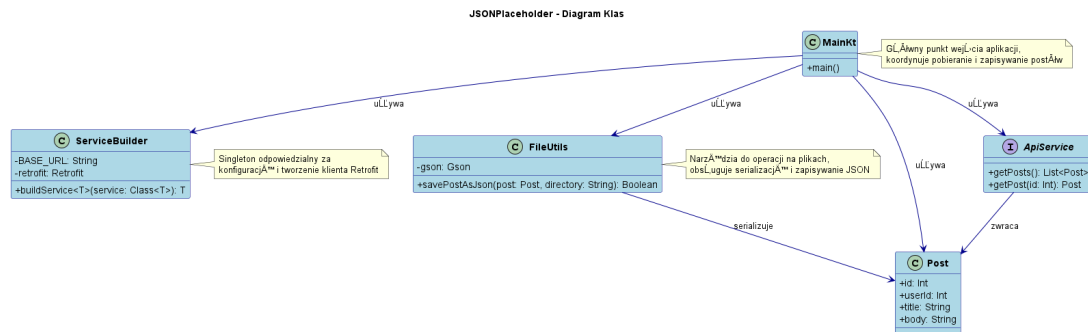 JSONPlaceholder - Diagram Klas
C MainKt
+main()
GĹ‚Ăłwny punkt wejĹ›cia aplikacji,
koordynuje pobieranie i zapisywanie postĂłw
uĹĽywa
uĹĽywa
uĹĽywa
uĹĽywa
C ServiceBuilder
-BASE_URL: String
-retrofit: Retrofit
+buildService<T>(service: Class<T>): T
Singleton odpowiedzialny za
konfiguracjÄ™ i tworzenie klienta Retrofit
C FileUtils
-gson: Gson
+savePostAsJson(post: Post, directory: String): Boolean
NarzÄ™dzia do operacji na plikach,
obsĹ‚uguje serializacjÄ™ i zapisywanie JSON
I ApiService
+getPosts(): List<Post>
+getPost(id: Int): Post
serializuje
zwraca
C Post
+id: Int
+userId: Int
+title: String
+body: String